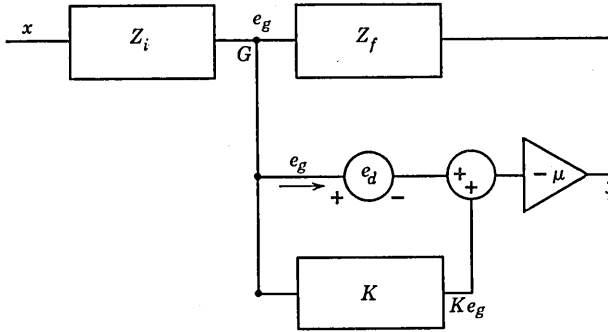 x
Z_i
e_g
G
Z_f
e_g
+
e_d
−
+
+
− μ
K
Ke_g